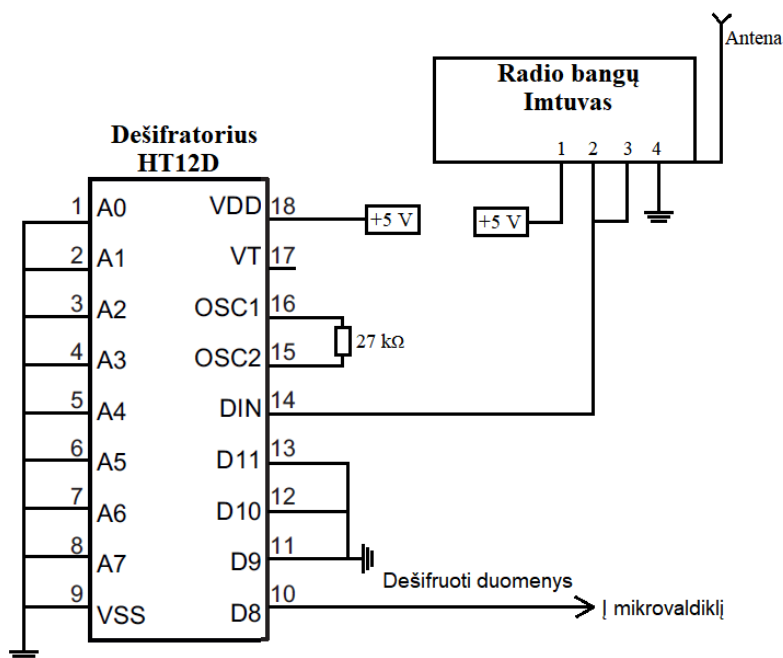 Antena
Radio bangų
Imtuvas
1 2 3 4
+5 V
Dešifratorius
HT12D
1 A0 VDD 18 +5 V
2 A1 VT 17
3 A2 OSC1 16
27 kΩ
4 A3 OSC2 15
5 A4 DIN 14
6 A5 D11 13
7 A6 D10 12
8 A7 D9 11
Dešifruoti duomenys
9 VSS D8 10
Į mikrovaldiklį